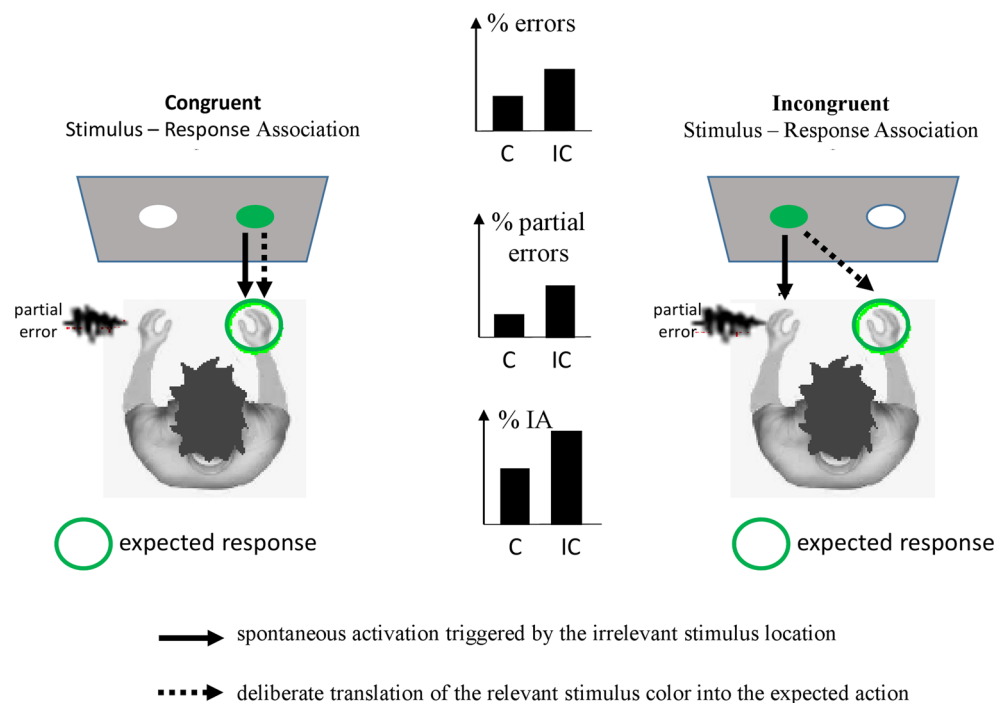 % errors
C IC
Congruent
Stimulus – Response Association
Incongruent
Stimulus – Response Association
% partial
errors
C IC
partial
error
partial
error
% IA
C IC
expected response
expected response
spontaneous activation triggered by the irrelevant stimulus location
deliberate translation of the relevant stimulus color into the expected action